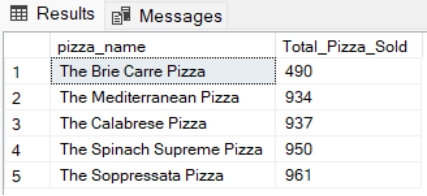 Results Messages
pizza_name Total_Pizza_Sold
1 The Brie Carre Pizza 490
2 The Mediterranean Pizza 934
3 The Calabrese Pizza 937
4 The Spinach Supreme Pizza 950
5 The Soppressata Pizza 961